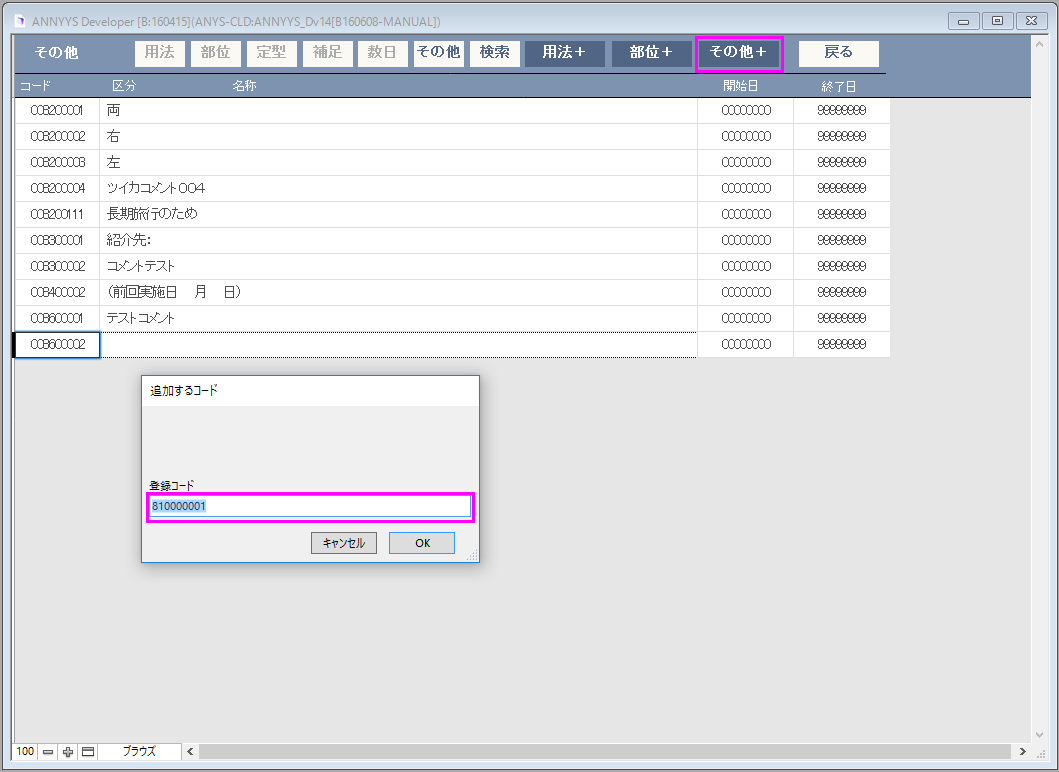 ANNYYS Developer [B:160415](ANYS-CLD:ANNYYS_Dv14[B160608-MANUAL])
その他 用法 部位 定型 補足 数日 その他 検索 用法+ 部位+ その他+ 戻る
コード 区分 名称 開始日 終了日
008200001 両 00000000 99999999
008200002 右 00000000 99999999
008200003 左 00000000 99999999
008200004 ツイカコメント004 00000000 99999999
008200111 長期旅行のため 00000000 99999999
008300001 紹介先: 00000000 99999999
008300002 コメントテスト 00000000 99999999
008400002 (前回実施日 月 日) 00000000 99999999
008600001 テストコメント 00000000 99999999
008600002 00000000 99999999
追加するコード
登録コード
810000001
キャンセル OK
100 ブラウズ